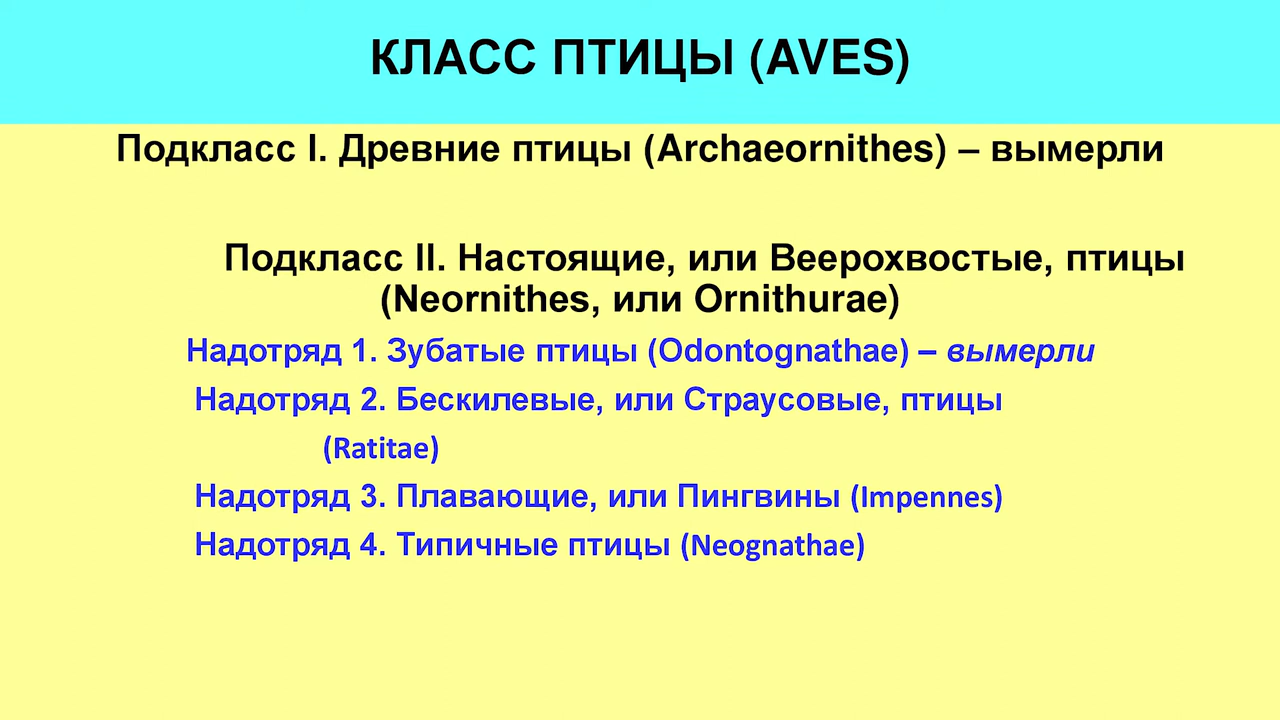 КЛАСС ПТИЦЫ (AVES)
Подкласс I. Древние птицы (Archaeornithes) – вымерли
Подкласс II. Настоящие, или Веерохвостые, птицы
(Neornithes, или Ornithurae)
Надотряд 1. Зубатые птицы (Odontognathae) – вымерли
Надотряд 2. Бескилевые, или Страусовые, птицы
(Ratitae)
Надотряд 3. Плавающие, или Пингвины (Impennes)
Надотряд 4. Типичные птицы (Neognathae)